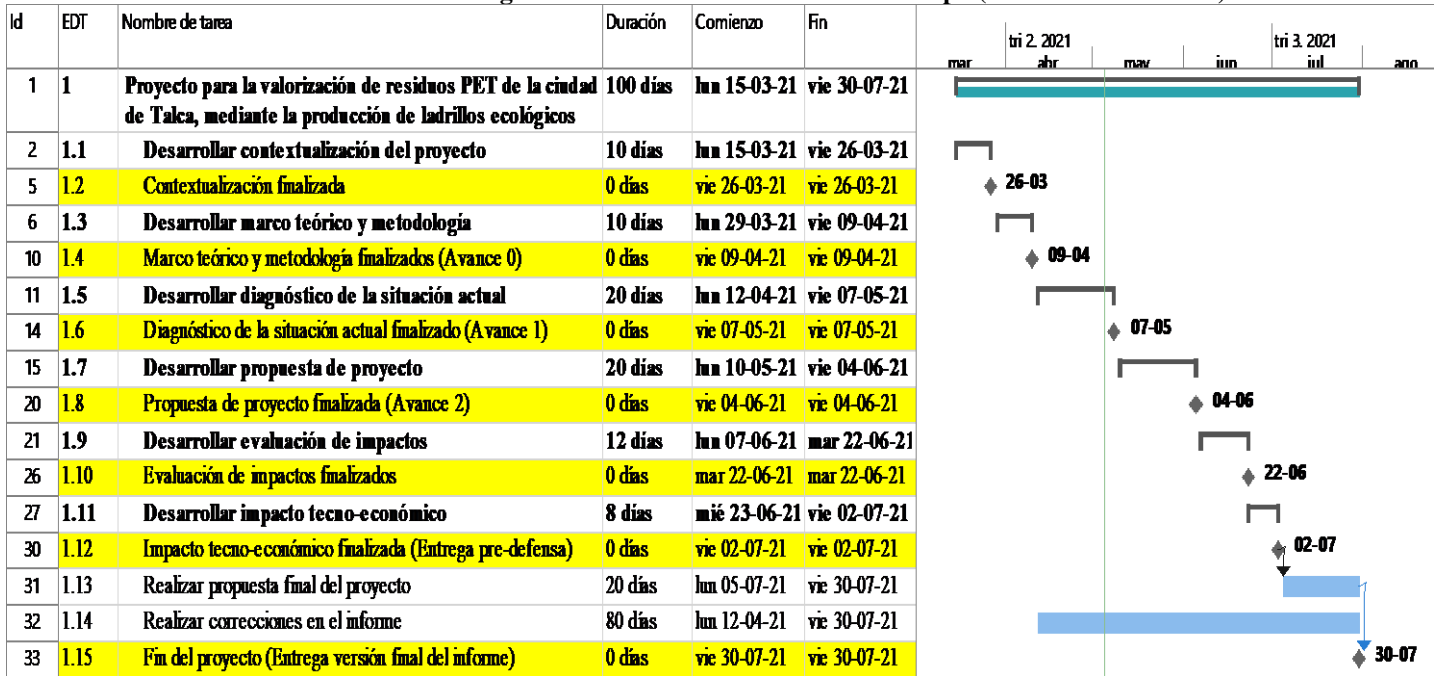 Id EDT Nombre de tarea Duración Comienzo Fin
tri 2. 2021 tri 3. 2021
mar abr may jun jul ago
1 1 Proyecto para la valorización de residuos PET de la ciudad 100 días lun 15-03-21 vie 30-07-21
de Talca, mediante la producción de ladrillos ecológicos
2 1.1 Desarrollar contextualización del proyecto 10 días lun 15-03-21 vie 26-03-21
5 1.2 Contextualización finalizada 0 días vie 26-03-21 vie 26-03-21 26-03
6 1.3 Desarrollar marco teórico y metodología 10 días lun 29-03-21 vie 09-04-21
10 1.4 Marco teórico y metodología finalizados (Avance 0) 0 días vie 09-04-21 vie 09-04-21 09-04
11 1.5 Desarrollar diagnóstico de la situación actual 20 días lun 12-04-21 vie 07-05-21
14 1.6 Diagnóstico de la situación actual finalizado (Avance 1) 0 días vie 07-05-21 vie 07-05-21 07-05
15 1.7 Desarrollar propuesta de proyecto 20 días lun 10-05-21 vie 04-06-21
20 1.8 Propuesta de proyecto finalizada (Avance 2) 0 días vie 04-06-21 vie 04-06-21 04-06
21 1.9 Desarrollar evaluación de impactos 12 días lun 07-06-21 mar 22-06-21
26 1.10 Evaluación de impactos finalizados 0 días mar 22-06-21 mar 22-06-21 22-06
27 1.11 Desarrollar impacto tecno-económico 8 días mié 23-06-21 vie 02-07-21
30 1.12 Impacto tecno-económico finalizada (Entrega pre-defensa) 0 días vie 02-07-21 vie 02-07-21 02-07
31 1.13 Realizar propuesta final del proyecto 20 días lun 05-07-21 vie 30-07-21
32 1.14 Realizar correcciones en el informe 80 días lun 12-04-21 vie 30-07-21
33 1.15 Fin del proyecto (Entrega versión final del informe) 0 días vie 30-07-21 vie 30-07-21 30-07